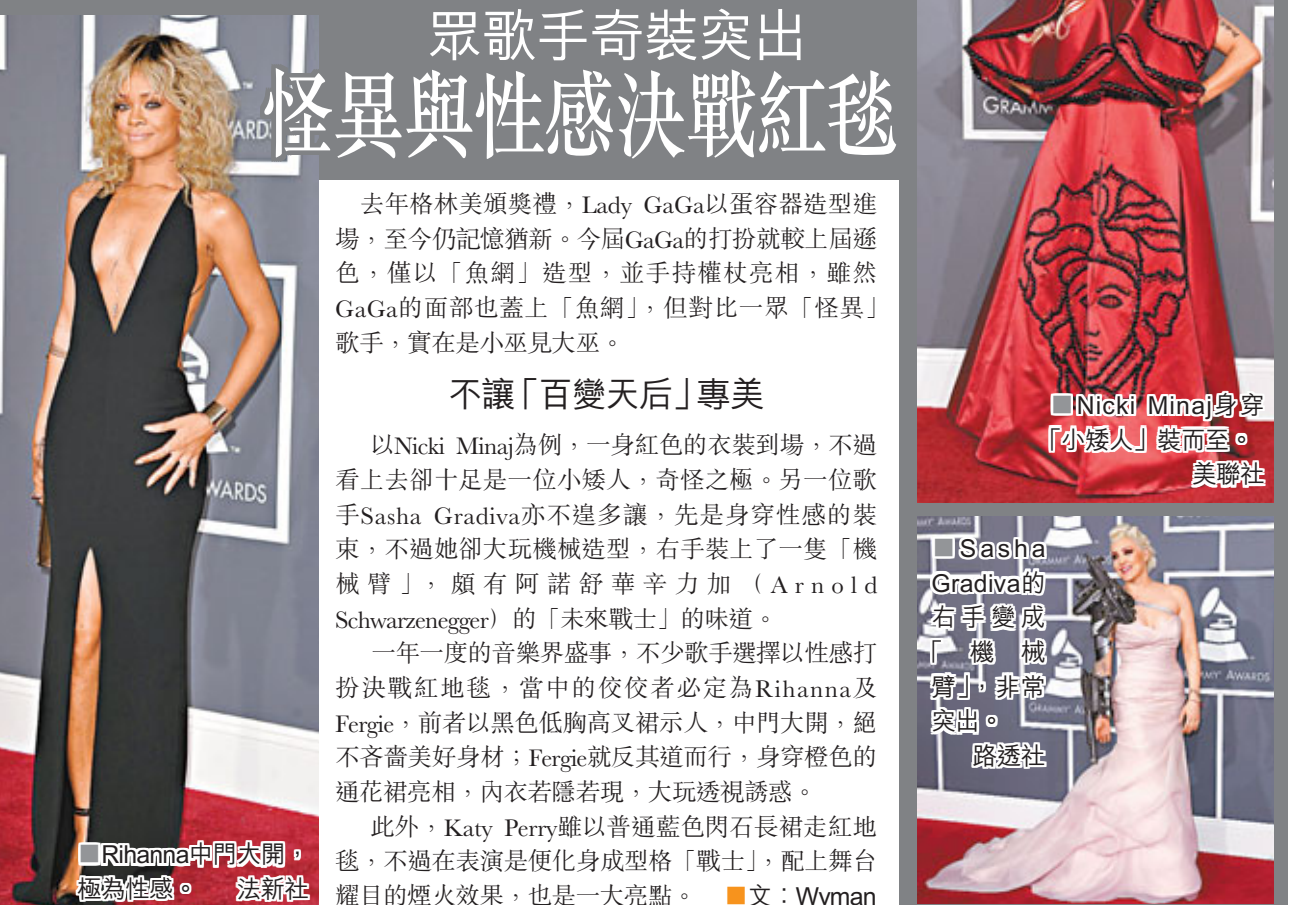 眾歌手奇裝突出
怪異與性感決戰紅毯
去年格林美頒獎禮，Lady GaGa以蛋容器造型進
場，至今仍記憶猶新。今屆GaGa的打扮就較上屆遜
色，僅以「魚網」造型，並手持權杖亮相，雖然
GaGa的面部也蓋上「魚網」，但對比一眾「怪異」
歌手，實在是小巫見大巫。
不讓「百變天后」專美
以Nicki Minaj為例，一身紅色的衣裝到場，不過
看上去卻十足是一位小矮人，奇怪之極。另一位歌
手Sasha Gradiva亦不遑多讓，先是身穿性感的裝
束，不過她卻大玩機械造型，右手裝上了一隻「機
械臂」，頗有阿諾舒華辛力加（Arnold
Schwarzenegger）的「未來戰士」的味道。
一年一度的音樂界盛事，不少歌手選擇以性感打
扮決戰紅地毯，當中的佼佼者必定為Rihanna及
Fergie，前者以黑色低胸高叉裙示人，中門大開，絕
不吝嗇美好身材；Fergie就反其道而行，身穿橙色的
通花裙亮相，內衣若隱若現，大玩透視誘惑。
此外，Katy Perry雖以普通藍色閃石長裙走紅地
毯，不過在表演是便化身成型格「戰士」，配上舞台
耀目的煙火效果，也是一大亮點。 ■文：Wyman
■Rihanna中門大開，
極為性感。 法新社
■Nicki Minaj身穿
「小矮人」裝而至。
美聯社
■Sasha
Gradiva的
右手變成
「機械
臂」，非常
突出。
路透社
WARDS
GRAMM
GRAMMY AWARDS